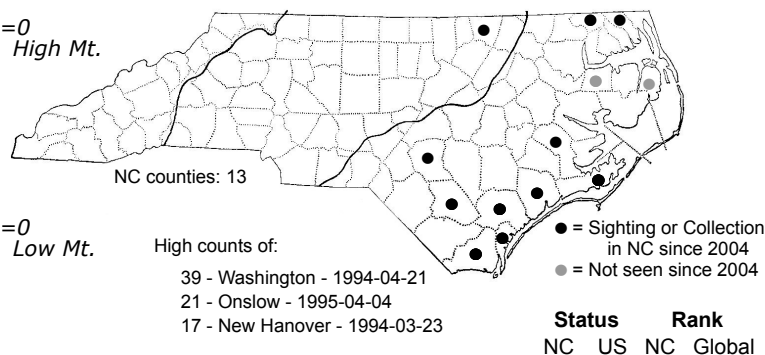 =0
High Mt.
NC counties: 13
=0
Low Mt.
High counts of:
39 - Washington - 1994-04-21
21 - Onslow - 1995-04-04
17 - New Hanover - 1994-03-23
= Sighting or Collection
in NC since 2004
= Not seen since 2004
Status Rank
NC US NC Global